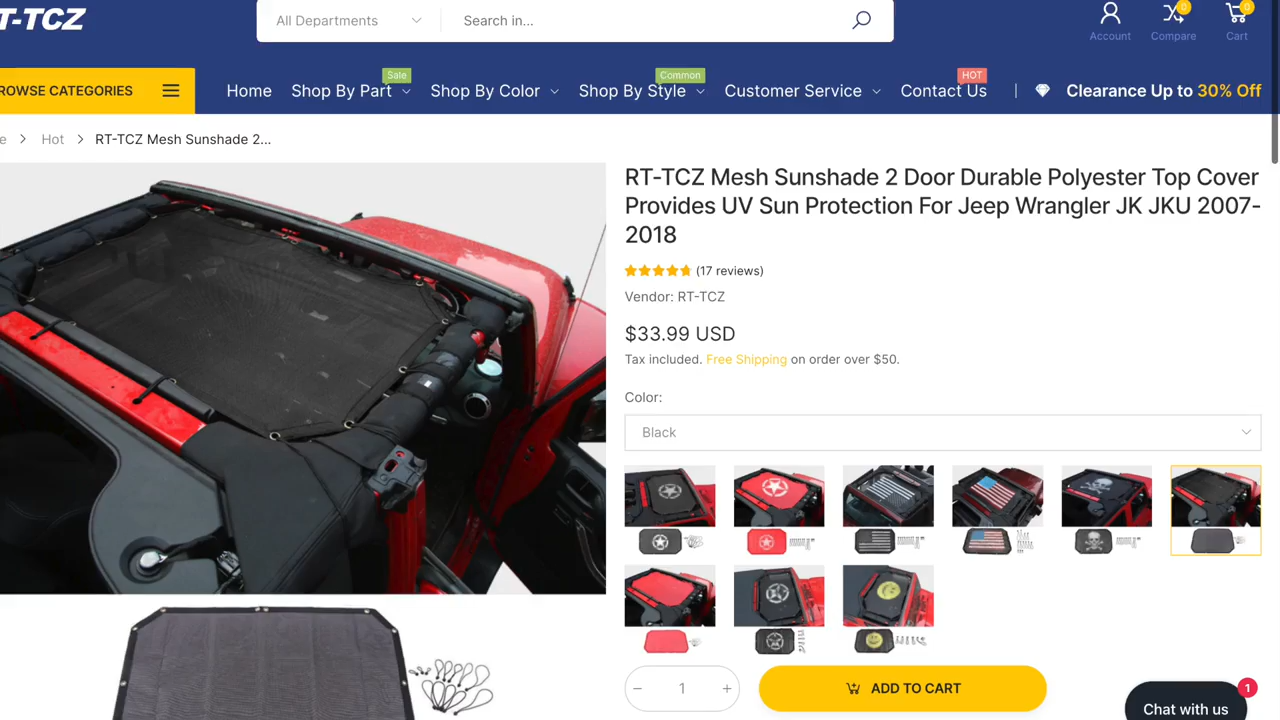 T-TCZ
All Departments
Search in...
Account
0
Compare
0
Cart
ROWSE CATEGORIES
Home
Shop By Part
Sale
Shop By Color
Shop By Style
Common
Customer Service
Contact Us
HOT
Clearance Up to 30% Off
e > Hot > RT-TCZ Mesh Sunshade 2...
RT-TCZ Mesh Sunshade 2 Door Durable Polyester Top Cover
Provides UV Sun Protection For Jeep Wrangler JK JKU 2007-
2018
(17 reviews)
Vendor: RT-TCZ
$33.99 USD
Tax included. Free Shipping on order over $50.
Color:
Black
− 1 +
ADD TO CART
Chat with us
1